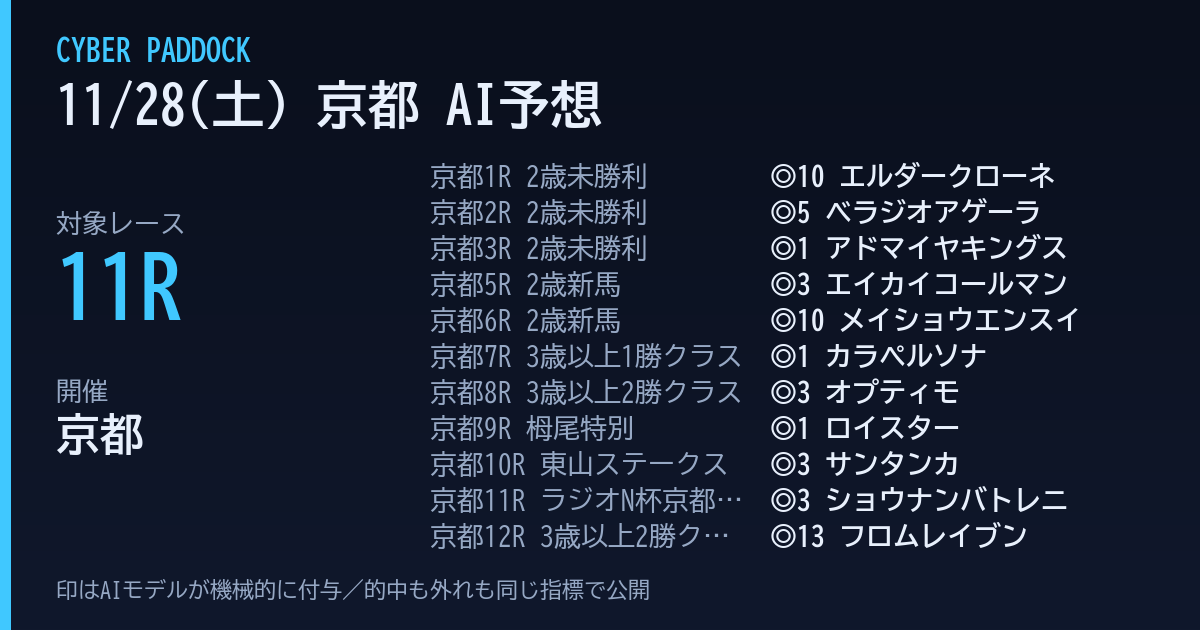 CYBER PADDOCK
11/28(土) 京都 AI予想
対象レース
11R
開催
京都
京都1R 2歳未勝利 ◎10 エルダークローネ
京都2R 2歳未勝利 ◎5 ベラジオアゲーラ
京都3R 2歳未勝利 ◎1 アドマイヤキングス
京都5R 2歳新馬 ◎3 エイカイコールマン
京都6R 2歳新馬 ◎10 メイショウエンスイ
京都7R 3歳以上1勝クラス ◎1 カラペルソナ
京都8R 3歳以上2勝クラス ◎3 オプティモ
京都9R 栂尾特別 ◎1 ロイスター
京都10R 東山ステークス ◎3 サンタンカ
京都11R ラジオN杯京都… ◎3 ショウナンバトレニ
京都12R 3歳以上2勝ク… ◎13 フロムレイブン
印はAIモデルが機械的に付与／的中も外れも同じ指標で公開